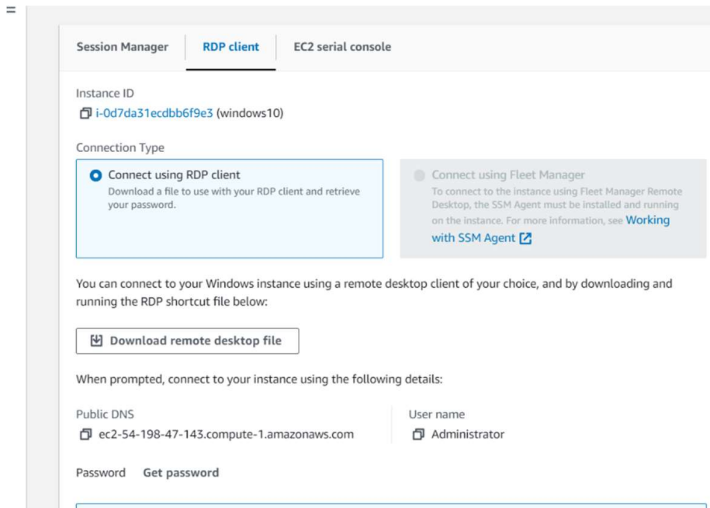 Session Manager RDP client EC2 serial console
Instance ID
i-0d7da31ecdbb6f9e3 (windows10)
Connection Type
Connect using RDP client
Download a file to use with your RDP client and retrieve
your password.
Connect using Fleet Manager
To connect to the instance using Fleet Manager Remote
Desktop, the SSM Agent must be installed and running
on the instance. For more information, see Working
with SSM Agent
You can connect to your Windows instance using a remote desktop client of your choice, and by downloading and
running the RDP shortcut file below:
Download remote desktop file
When prompted, connect to your instance using the following details:
Public DNS
ec2-54-198-47-143.compute-1.amazonaws.com
User name
Administrator
Password Get password